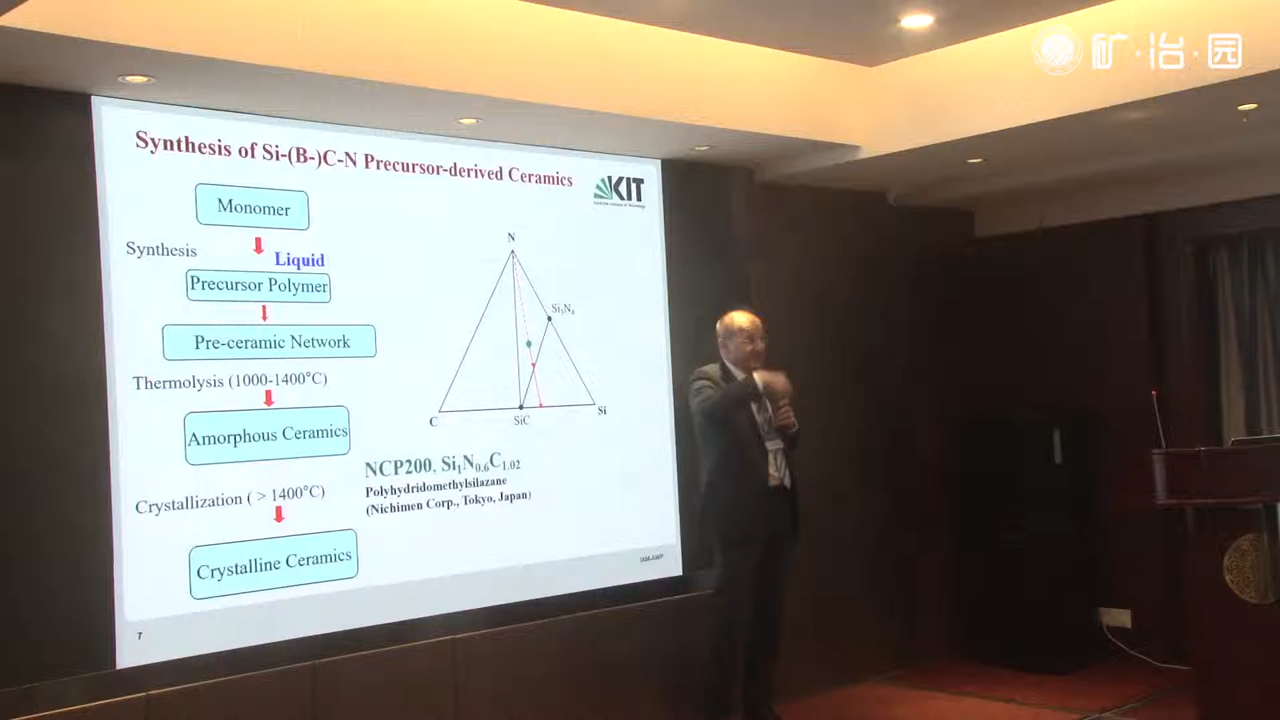 矿·冶·园
Synthesis of Si-(B-)C-N Precursor-derived Ceramics
KIT
Monomer
Synthesis
Liquid
Precursor Polymer
Pre-ceramic Network
Thermolysis (1000-1400°C)
Amorphous Ceramics
Crystallization ( > 1400°C)
Crystalline Ceramics
N
Si₃N₄
C
SiC
Si
NCP200, Si₁N₀.₆C₁.₀₂
Polyhydridomethylsilazane
(Nichimen Corp., Tokyo, Japan)
IAM-AWP
7